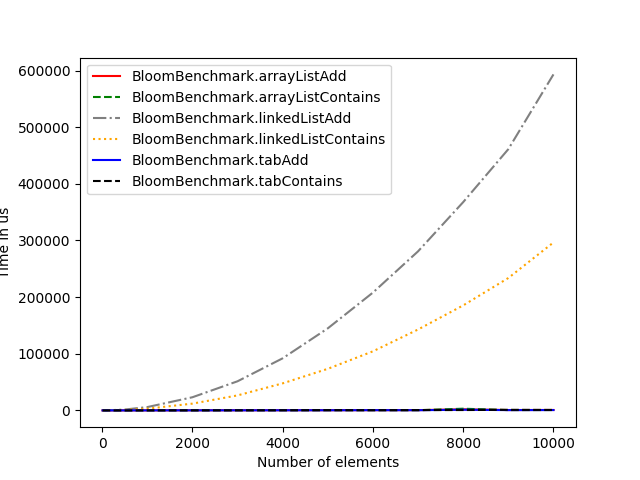 BloomBenchmark.arrayListAdd
BloomBenchmark.arrayListContains
BloomBenchmark.linkedListAdd
BloomBenchmark.linkedListContains
BloomBenchmark.tabAdd
BloomBenchmark.tabContains
600000
500000
400000
300000
200000
100000
0
Time in us
0 2000 4000 6000 8000 10000
Number of elements